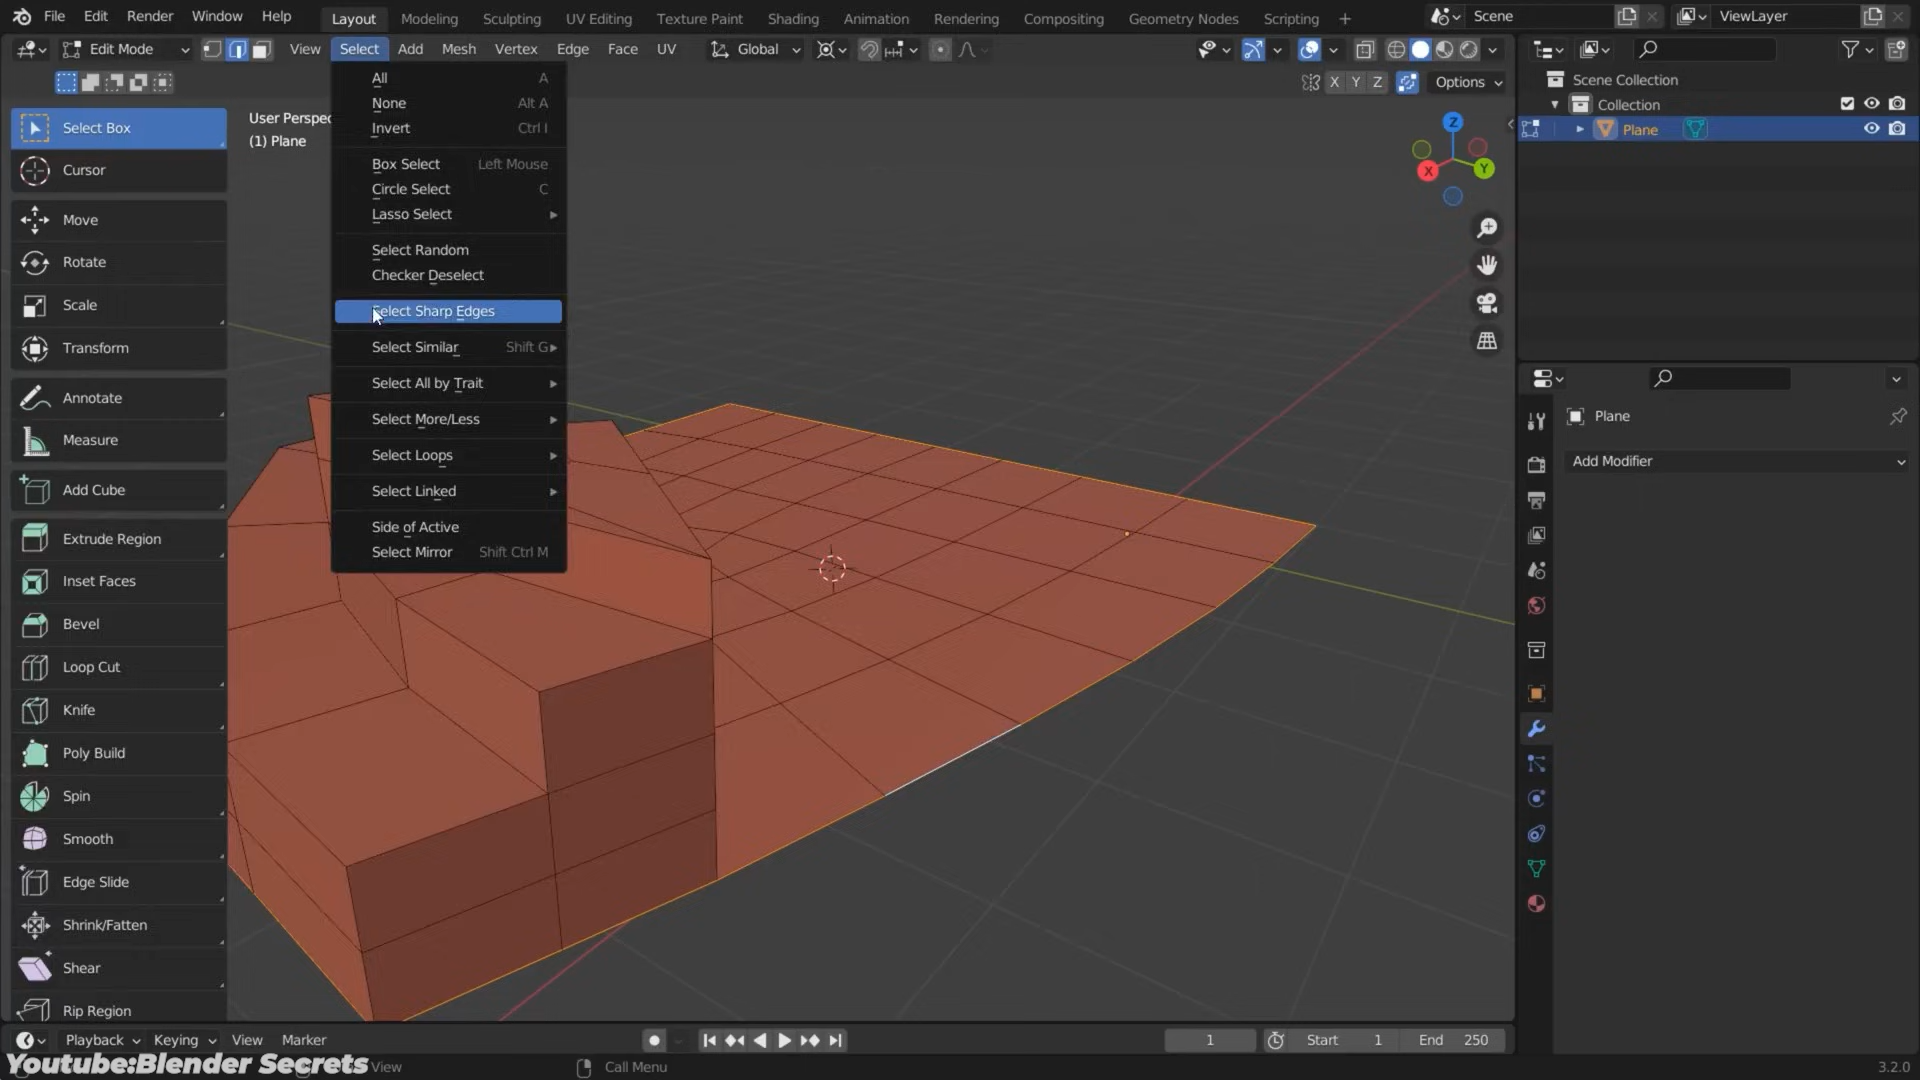 File Edit Render Window Help Layout Modeling Sculpting UV Editing Texture Paint Shading Animation Rendering Compositing Geometry Nodes Scripting + Scene ViewLayer
Edit Mode View Select Add Mesh Vertex Edge Face UV Global
X Y Z Options
Select Box
Cursor
Move
Rotate
Scale
Transform
Annotate
Measure
Add Cube
Extrude Region
Inset Faces
Bevel
Loop Cut
Knife
Poly Build
Spin
Smooth
Edge Slide
Shrink/Fatten
Shear
Rip Region
User Perspec
(1) Plane
All A
None Alt A
Invert Ctrl I
Box Select Left Mouse
Circle Select C
Lasso Select
Select Random
Checker Deselect
Select Sharp Edges
Select Similar Shift G
Select All by Trait
Select More/Less
Select Loops
Select Linked
Side of Active
Select Mirror Shift Ctrl M
Z
X
Y
Scene Collection
Collection
Plane
Plane
Add Modifier
Playback Keying View Marker 1 Start 1 End 250
Youtube:Blender Secrets View Call Menu 3.2.0